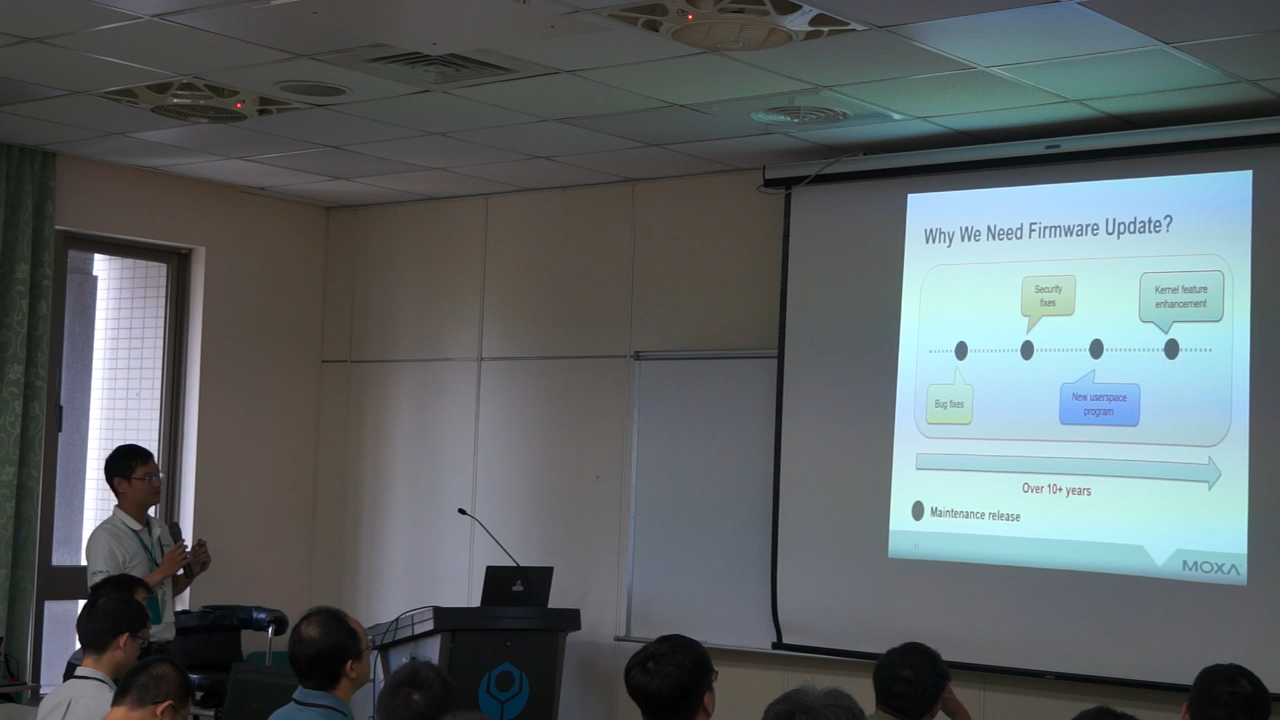 Why We Need Firmware Update?
Security
fixes
Kernel feature
enhancement
Bug fixes
New userspace
program
Over 10+ years
Maintenance release
MOXA
MOXA